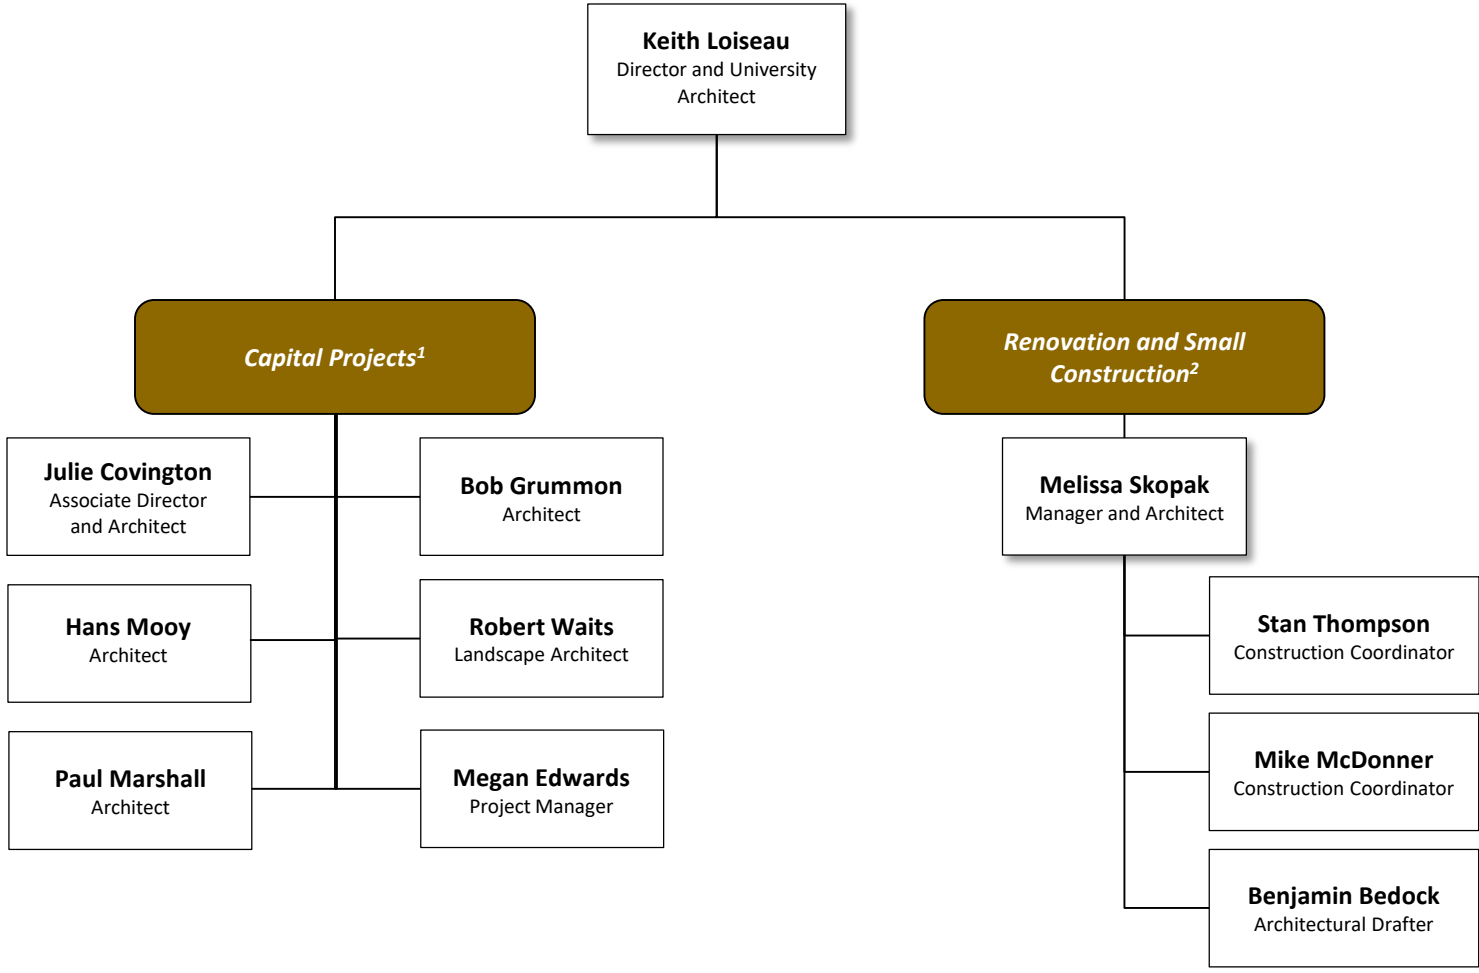 Keith Loiseau
Director and University
Architect
Capital Projects¹
Renovation and Small
Construction²
Julie Covington
Associate Director
and Architect
Bob Grummon
Architect
Hans Mooy
Architect
Robert Waits
Landscape Architect
Paul Marshall
Architect
Megan Edwards
Project Manager
Melissa Skopak
Manager and Architect
Stan Thompson
Construction Coordinator
Mike McDonner
Construction Coordinator
Benjamin Bedock
Architectural Drafter